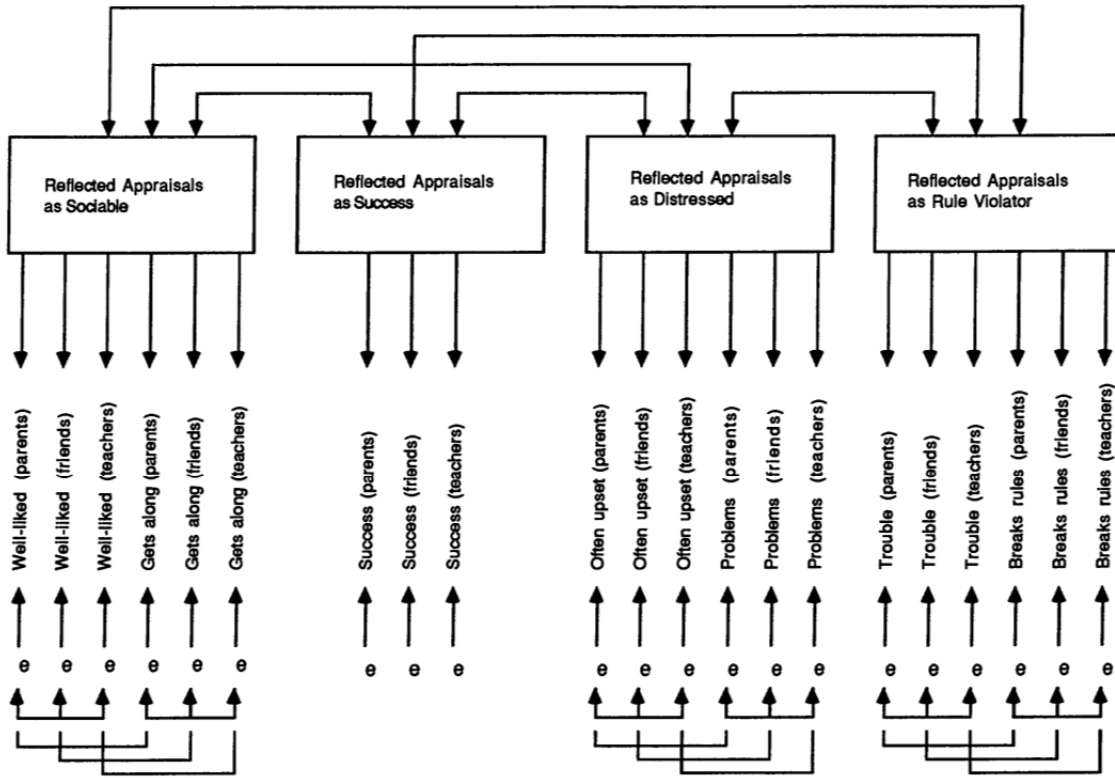 Reflected Appraisals
as Sociable
Reflected Appraisals
as Success
Reflected Appraisals
as Distressed
Reflected Appraisals
as Rule Violator
Well-liked (parents)
Well-liked (friends)
Well-liked (teachers)
Gets along (parents)
Gets along (friends)
Gets along (teachers)
Success (parents)
Success (friends)
Success (teachers)
Often upset (parents)
Often upset (friends)
Often upset (teachers)
Problems (parents)
Problems (friends)
Problems (teachers)
Trouble (parents)
Trouble (friends)
Trouble (teachers)
Breaks rules (parents)
Breaks rules (friends)
Breaks rules (teachers)
e e e e e e e e e e e e e e e e e e e e e